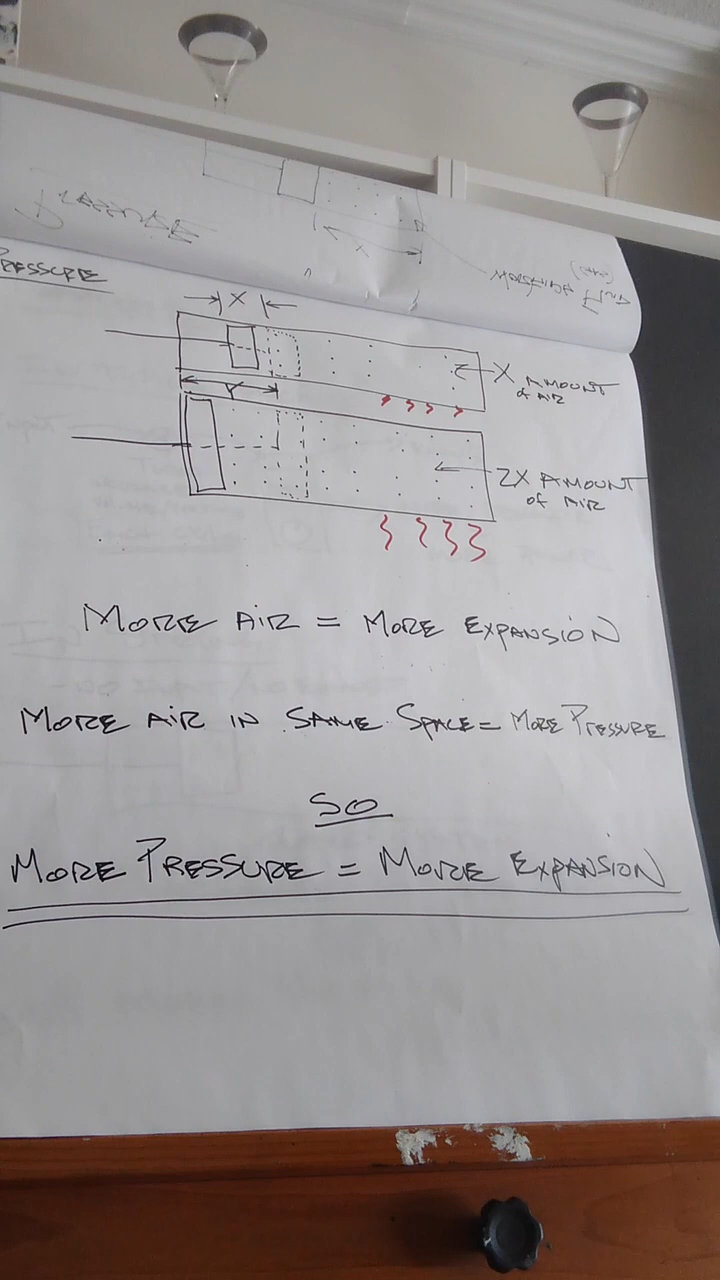 PRESSURE
X
X AMOUNT
of AIR
Y
2X AMOUNT
of AIR
MORE AIR = MORE EXPANSION
MORE AIR IN SAME SPACE = MORE PRESSURE
SO
MORE PRESSURE = MORE EXPANSION